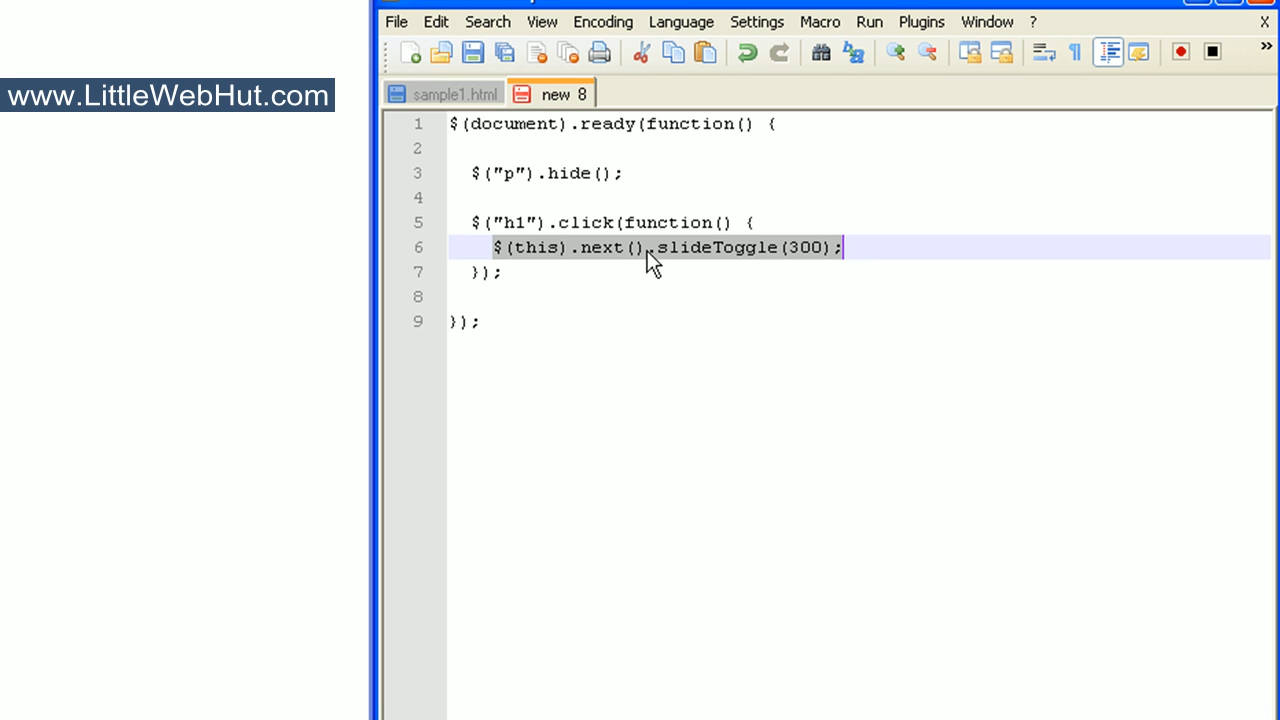 File Edit Search View Encoding Language Settings Macro Run Plugins Window ? X
www.LittleWebHut.com
sample1.html new 8
1 $(document).ready(function() {
2
3 $("p").hide();
4
5 $("h1").click(function() {
6 $(this).next().slideToggle(300);
7 });
8
9 });